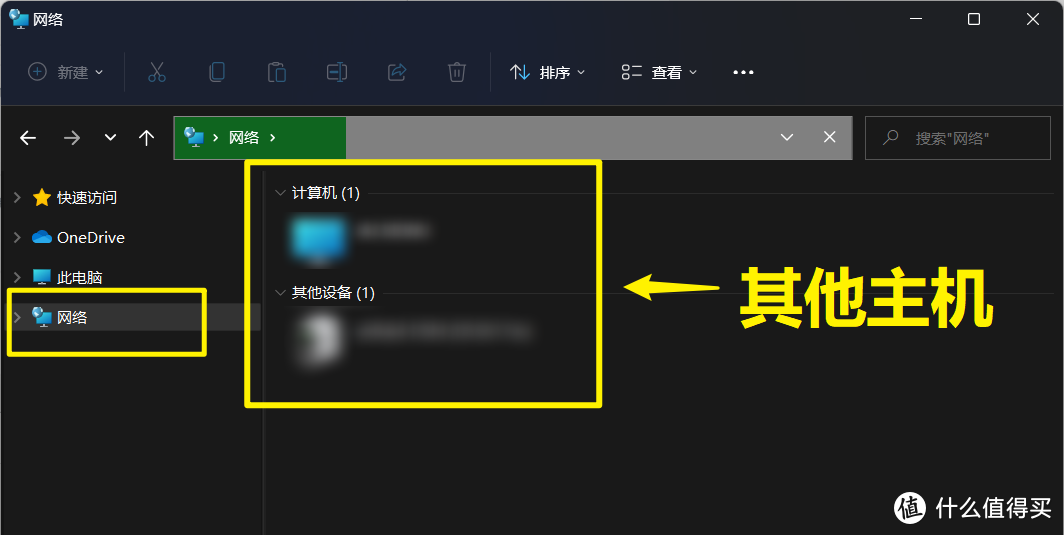 网络
新建
排序
查看
网络
搜索"网络"
快速访问
OneDrive
此电脑
网络
计算机 (1)
其他设备 (1)
其他主机
值 什么值得买